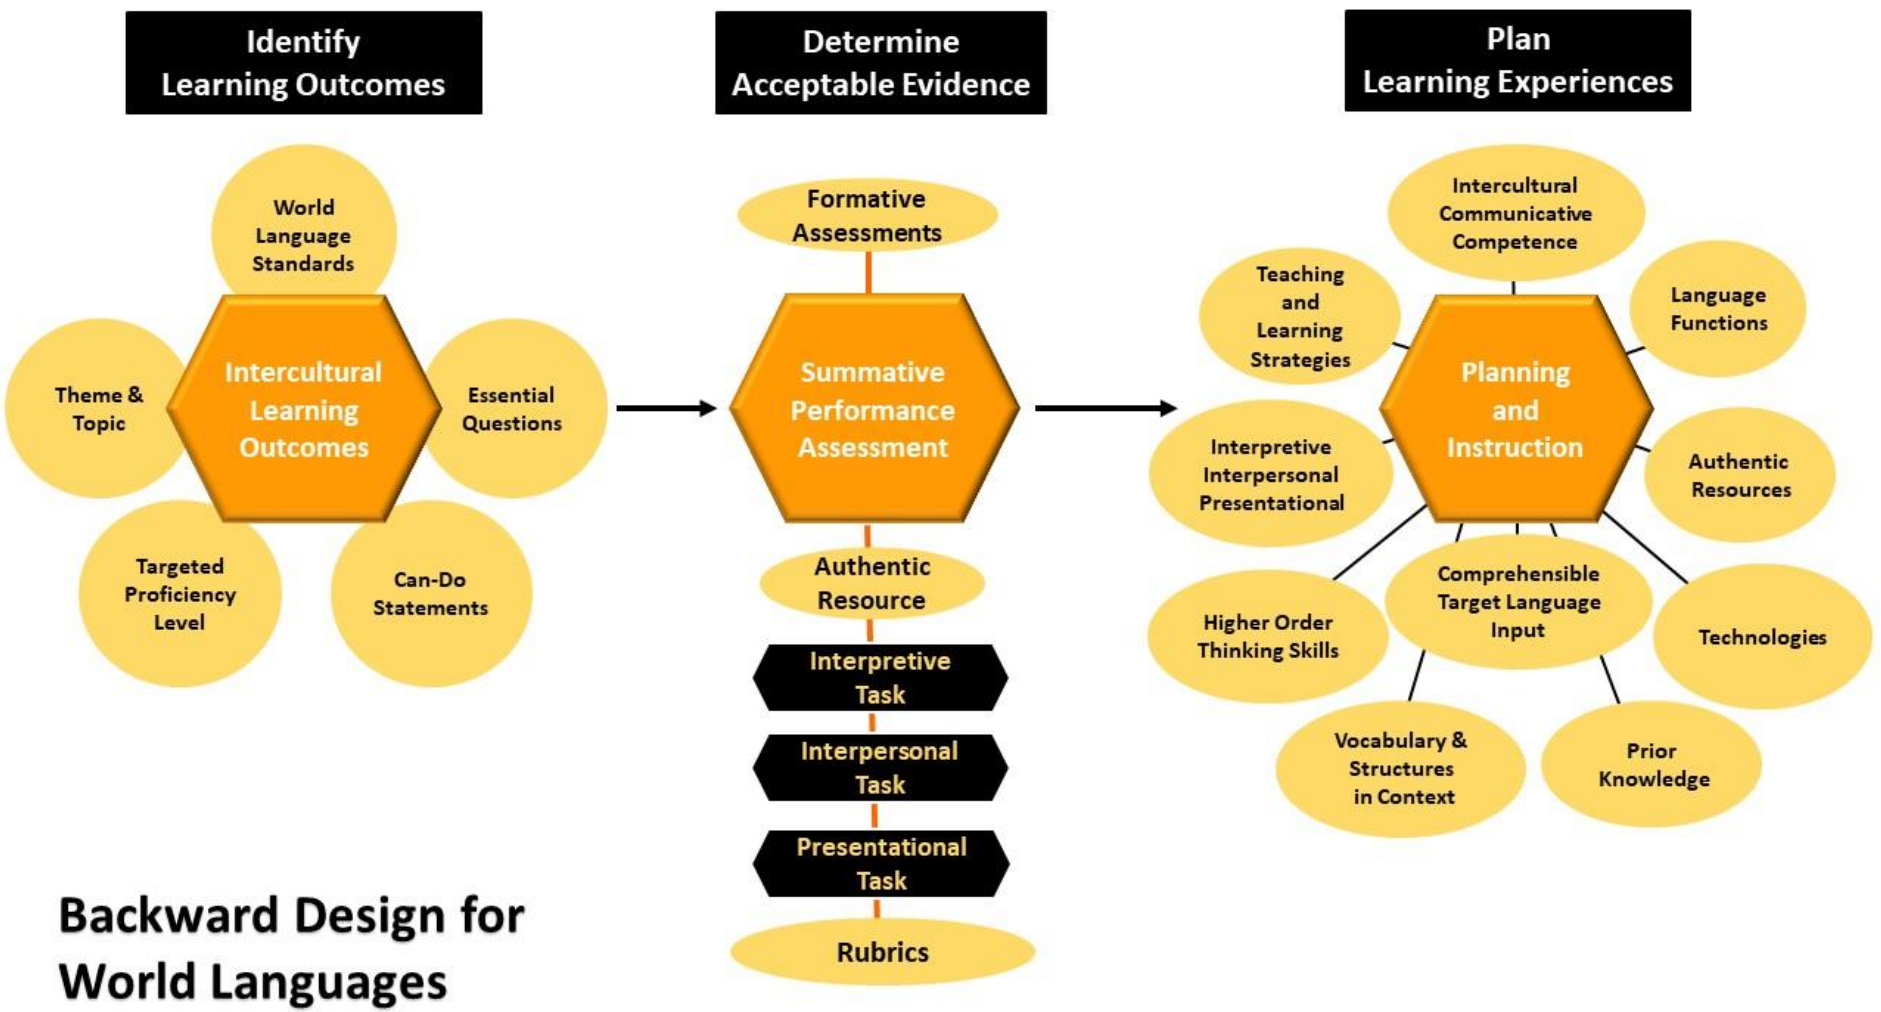 Identify
Learning Outcomes
World
Language
Standards
Theme &
Topic
Intercultural
Learning
Outcomes
Essential
Questions
Targeted
Proficiency
Level
Can-Do
Statements
Determine
Acceptable Evidence
Formative
Assessments
Summative
Performance
Assessment
Authentic
Resource
Interpretive
Task
Interpersonal
Task
Presentational
Task
Rubrics
Plan
Learning Experiences
Intercultural
Communicative
Competence
Teaching
and
Learning
Strategies
Language
Functions
Planning
and
Instruction
Interpretive
Interpersonal
Presentational
Authentic
Resources
Higher Order
Thinking Skills
Comprehensible
Target Language
Input
Technologies
Vocabulary &
Structures
in Context
Prior
Knowledge
Backward Design for
World Languages